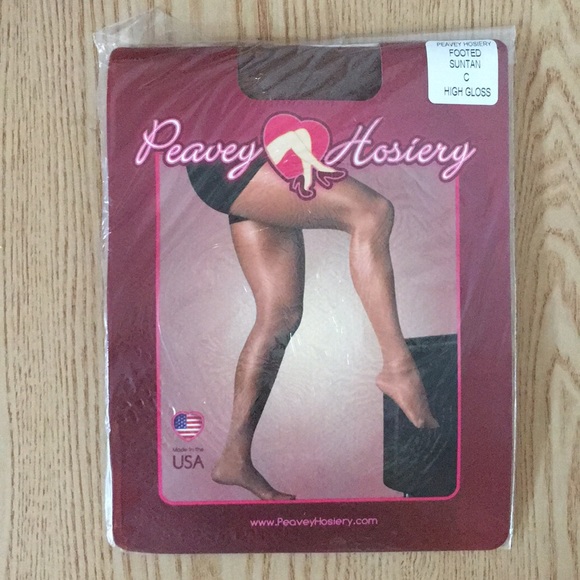 PEAVEY HOSIERY
FOOTED
SUNTAN
C
HIGH GLOSS
Peavey Hosiery
Made in the
USA
www.PeaveyHosiery.com